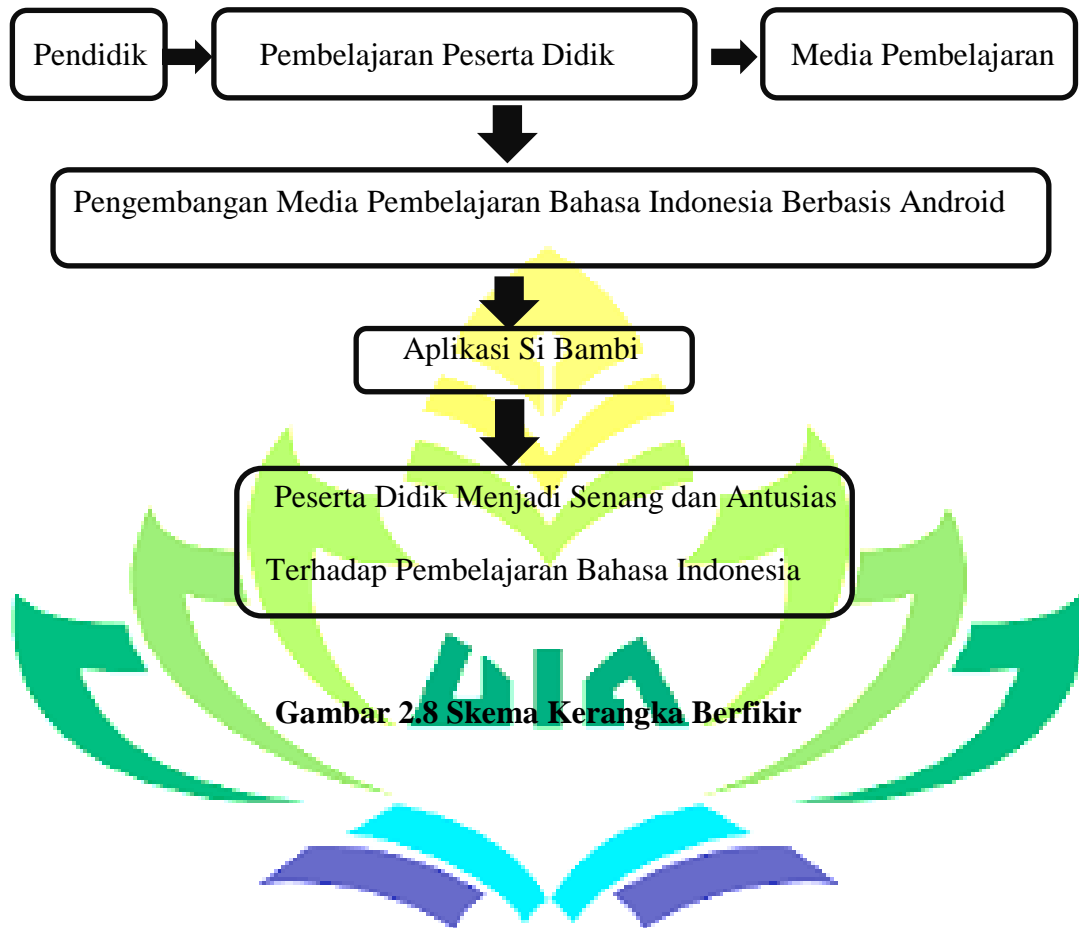 Pendidik
Pembelajaran Peserta Didik
Media Pembelajaran
Pengembangan Media Pembelajaran Bahasa Indonesia Berbasis Android
Aplikasi Si Bambi
Peserta Didik Menjadi Senang dan Antusias
Terhadap Pembelajaran Bahasa Indonesia
Gambar 2.8 Skema Kerangka Berfikir